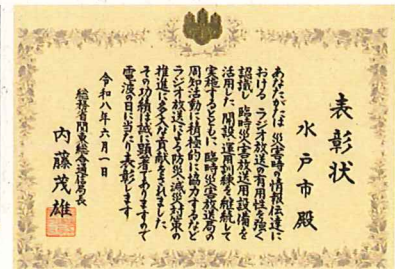 表彰状
水戸市殿
あなたがたは 災害時の情報伝達に
おける ラジオ放送の有用性を強く
認識し 臨時災害放送用設備を
活用した 開設・運用訓練を継続して
実施するとともに 臨時災害放送局の
周知活動に積極的に協力するなど
ラジオ放送による防災・減災対策の
推進に多大な貢献をされました
その功績は誠に顕著でありますので
電波の日に当たり表彰します
令和八年六月一日
総務省関東総合通信局長
内藤茂雄